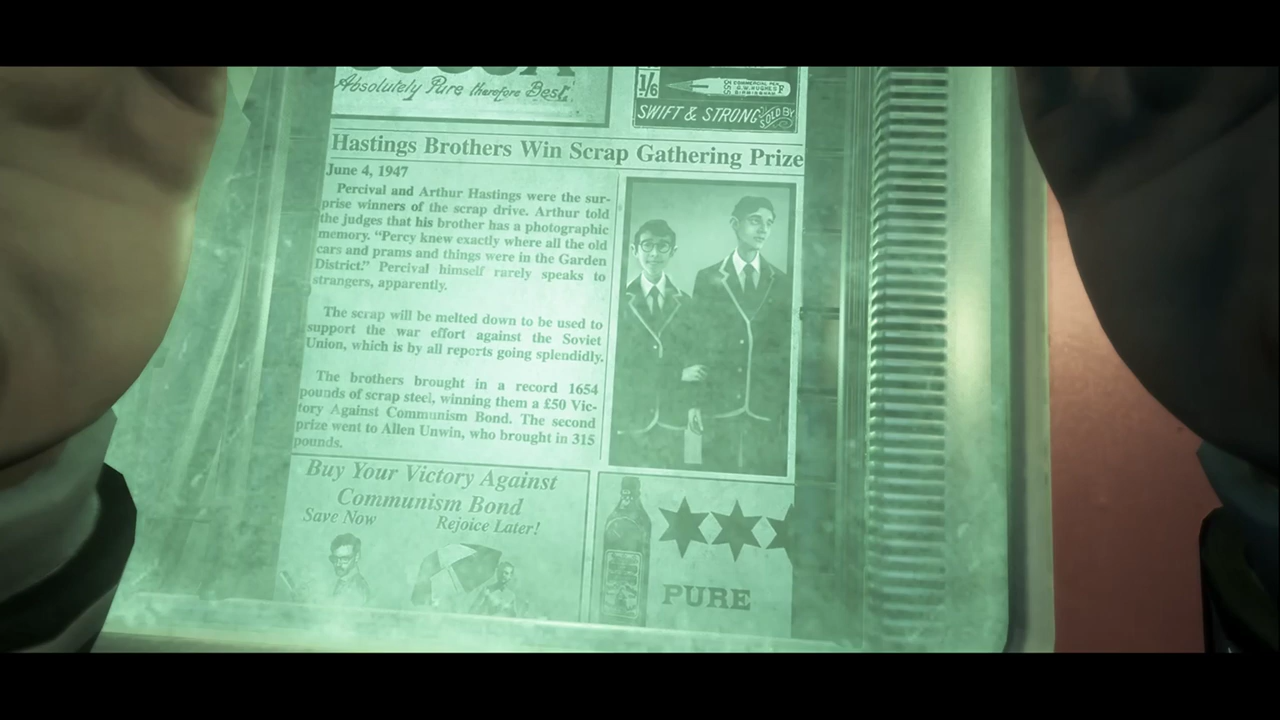 Absolutely Pure therefore Best
1/6
SWIFT & STRONG
SOLD BY
Hastings Brothers Win Scrap Gathering Prize
June 4, 1947
Percival and Arthur Hastings were the sur-
prise winners of the scrap drive. Arthur told
the judges that his brother has a photographic
memory. “Percy knew exactly where all the old
cars and prams and things were in the Garden
District.” Percival himself rarely speaks to
strangers, apparently.
The scrap will be melted down to be used to
support the war effort against the Soviet
Union, which is by all reports going splendidly.
The brothers brought in a record 1654
pounds of scrap steel, winning them a £50 Vic-
tory Against Communism Bond. The second
prize went to Allen Unwin, who brought in 315
pounds.
Buy Your Victory Against
Communism Bond
Save Now
Rejoice Later!
PURE